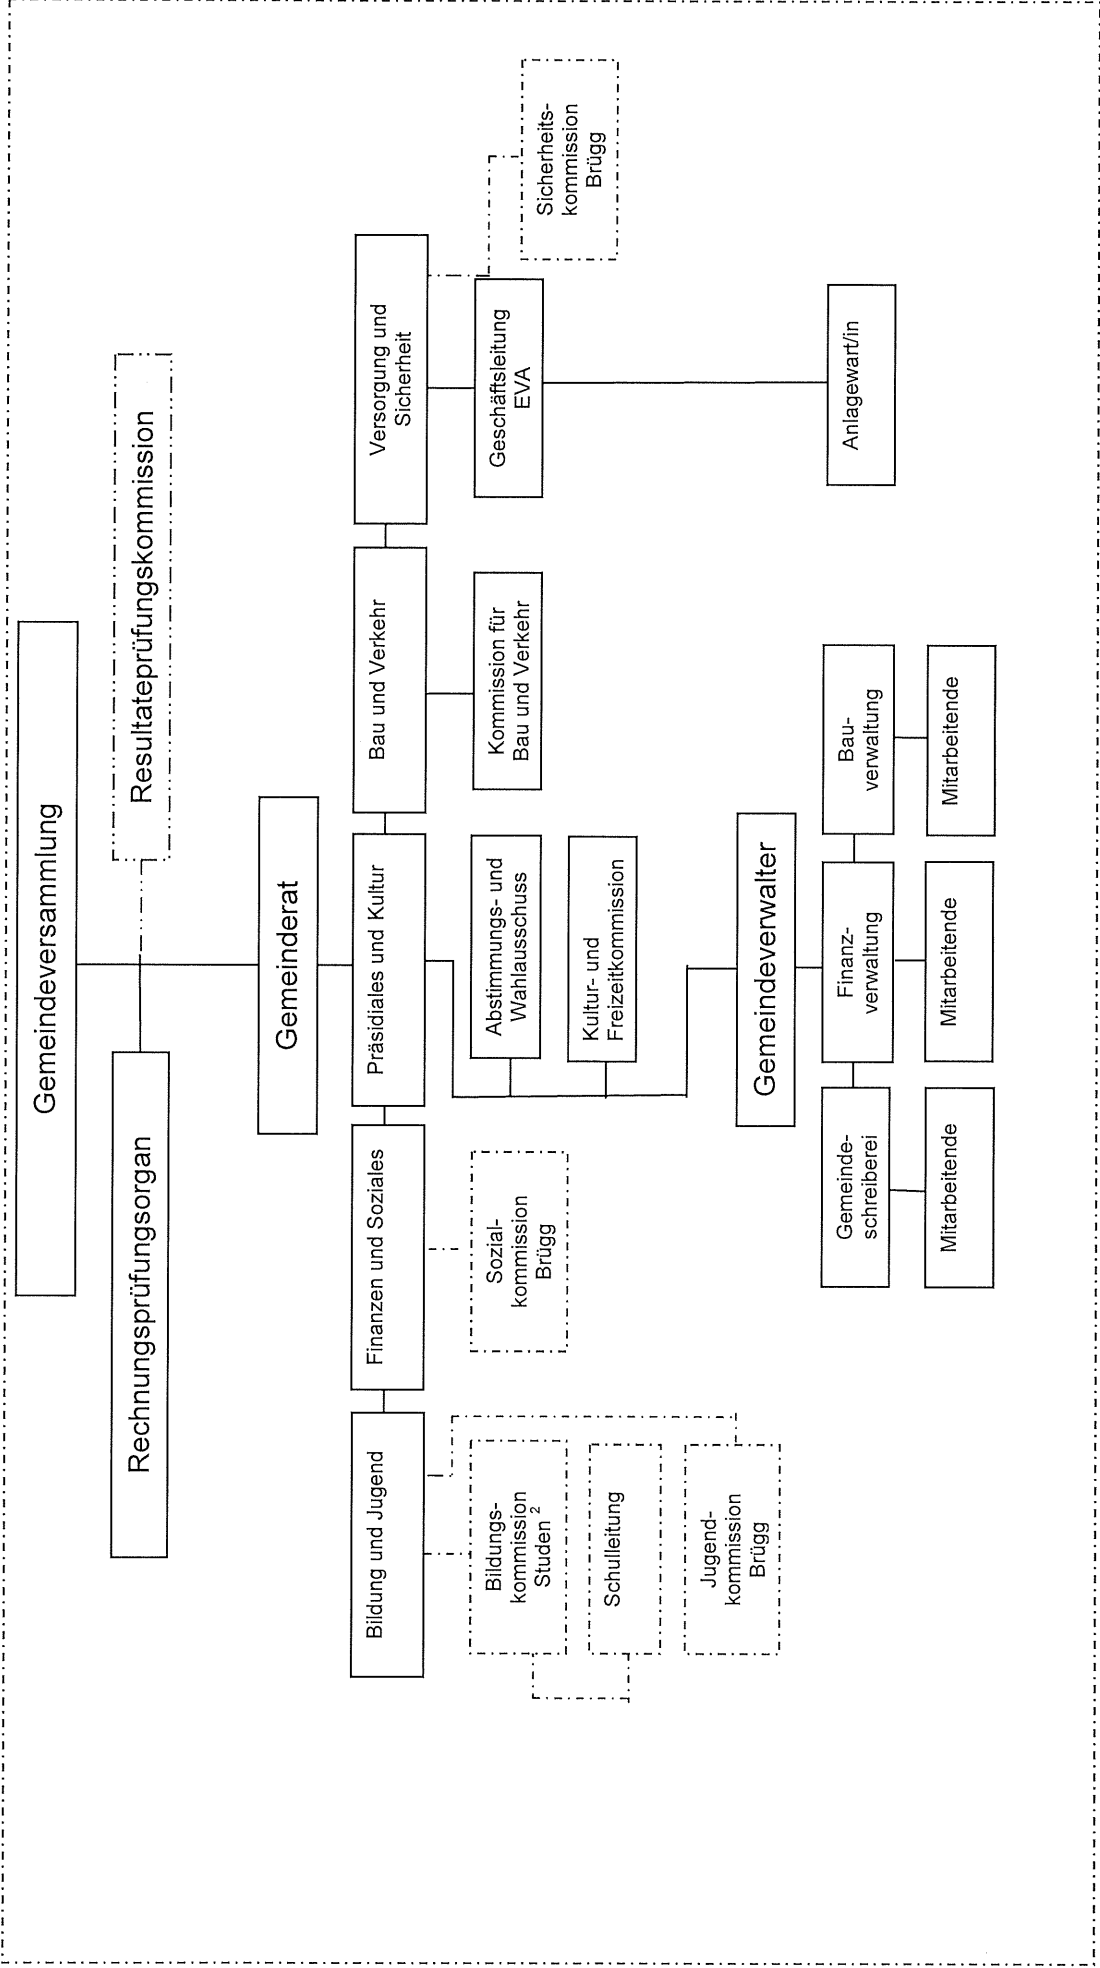 Gemeindeversammlung
Rechnungsprüfungsorgan
Resultateprüfungskommission
Gemeinderat
Bildung und Jugend
Finanzen und Soziales
Präsidiales und Kultur
Bau und Verkehr
Versorgung und
Sicherheit
Bildungs-
kommission
Studen ²
Schulleitung
Jugend-
kommission
Brügg
Sozial-
kommission
Brügg
Abstimmungs- und
Wahlausschuss
Kultur- und
Freizeitkommission
Kommission für
Bau und Verkehr
Geschäftsleitung
EVA
Sicherheits-
kommission
Brügg
Gemeindeverwalter
Gemeinde-
schreiberei
Finanz-
verwaltung
Bau-
verwaltung
Anlagewart/in
Mitarbeitende
Mitarbeitende
Mitarbeitende